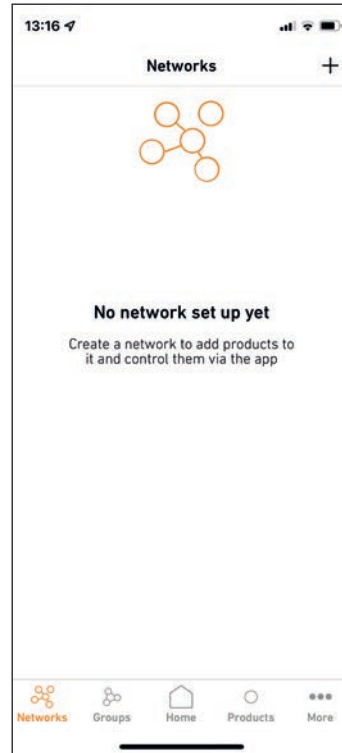 13:16
Networks
No network set up yet
Create a network to add products to
it and control them via the app
Networks Groups Home Products More